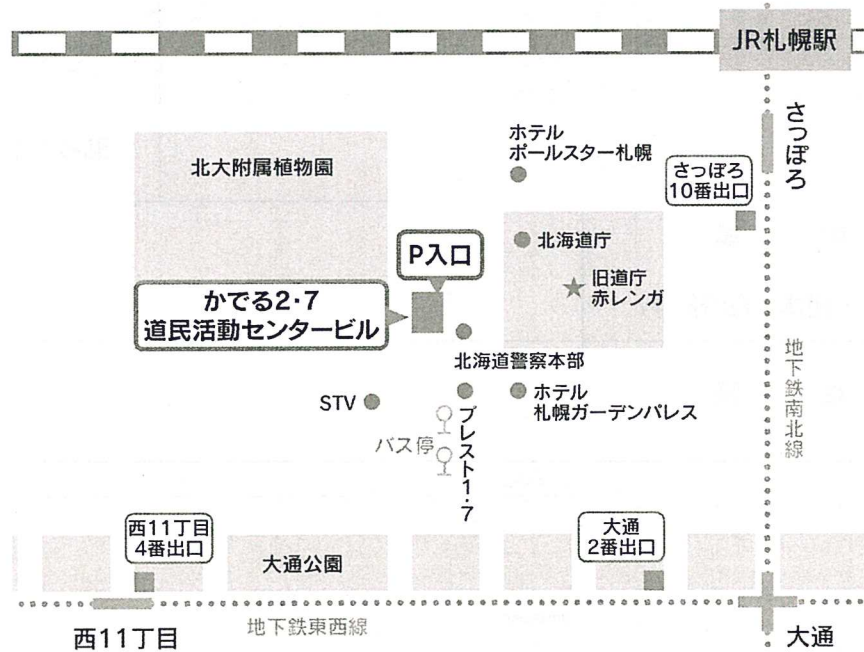 JR札幌駅
さっぽろ
ホテル
ポールスター札幌
北大附属植物園
さっぽろ
10番出口
P入口
北海道庁
旧道庁
赤レンガ
かでる2・7
道民活動センタービル
北海道警察本部
地下鉄南北線
STV
ホテル
札幌ガーデンパレス
プレスト1・7
バス停
西11丁目
4番出口
大通
2番出口
大通公園
西11丁目
地下鉄東西線
大通